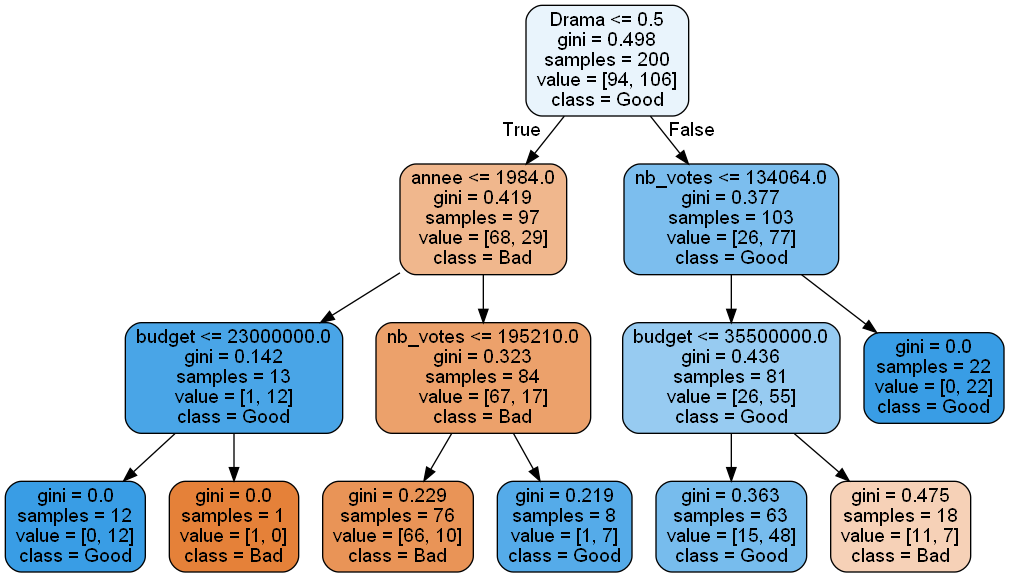 Drama <= 0.5
gini = 0.498
samples = 200
value = [94, 106]
class = Good
True
False
annee <= 1984.0
gini = 0.419
samples = 97
value = [68, 29]
class = Bad
nb_votes <= 134064.0
gini = 0.377
samples = 103
value = [26, 77]
class = Good
budget <= 23000000.0
gini = 0.142
samples = 13
value = [1, 12]
class = Good
nb_votes <= 195210.0
gini = 0.323
samples = 84
value = [67, 17]
class = Bad
budget <= 35500000.0
gini = 0.436
samples = 81
value = [26, 55]
class = Good
gini = 0.0
samples = 22
value = [0, 22]
class = Good
gini = 0.0
samples = 12
value = [0, 12]
class = Good
gini = 0.0
samples = 1
value = [1, 0]
class = Bad
gini = 0.229
samples = 76
value = [66, 10]
class = Bad
gini = 0.219
samples = 8
value = [1, 7]
class = Good
gini = 0.363
samples = 63
value = [15, 48]
class = Good
gini = 0.475
samples = 18
value = [11, 7]
class = Bad